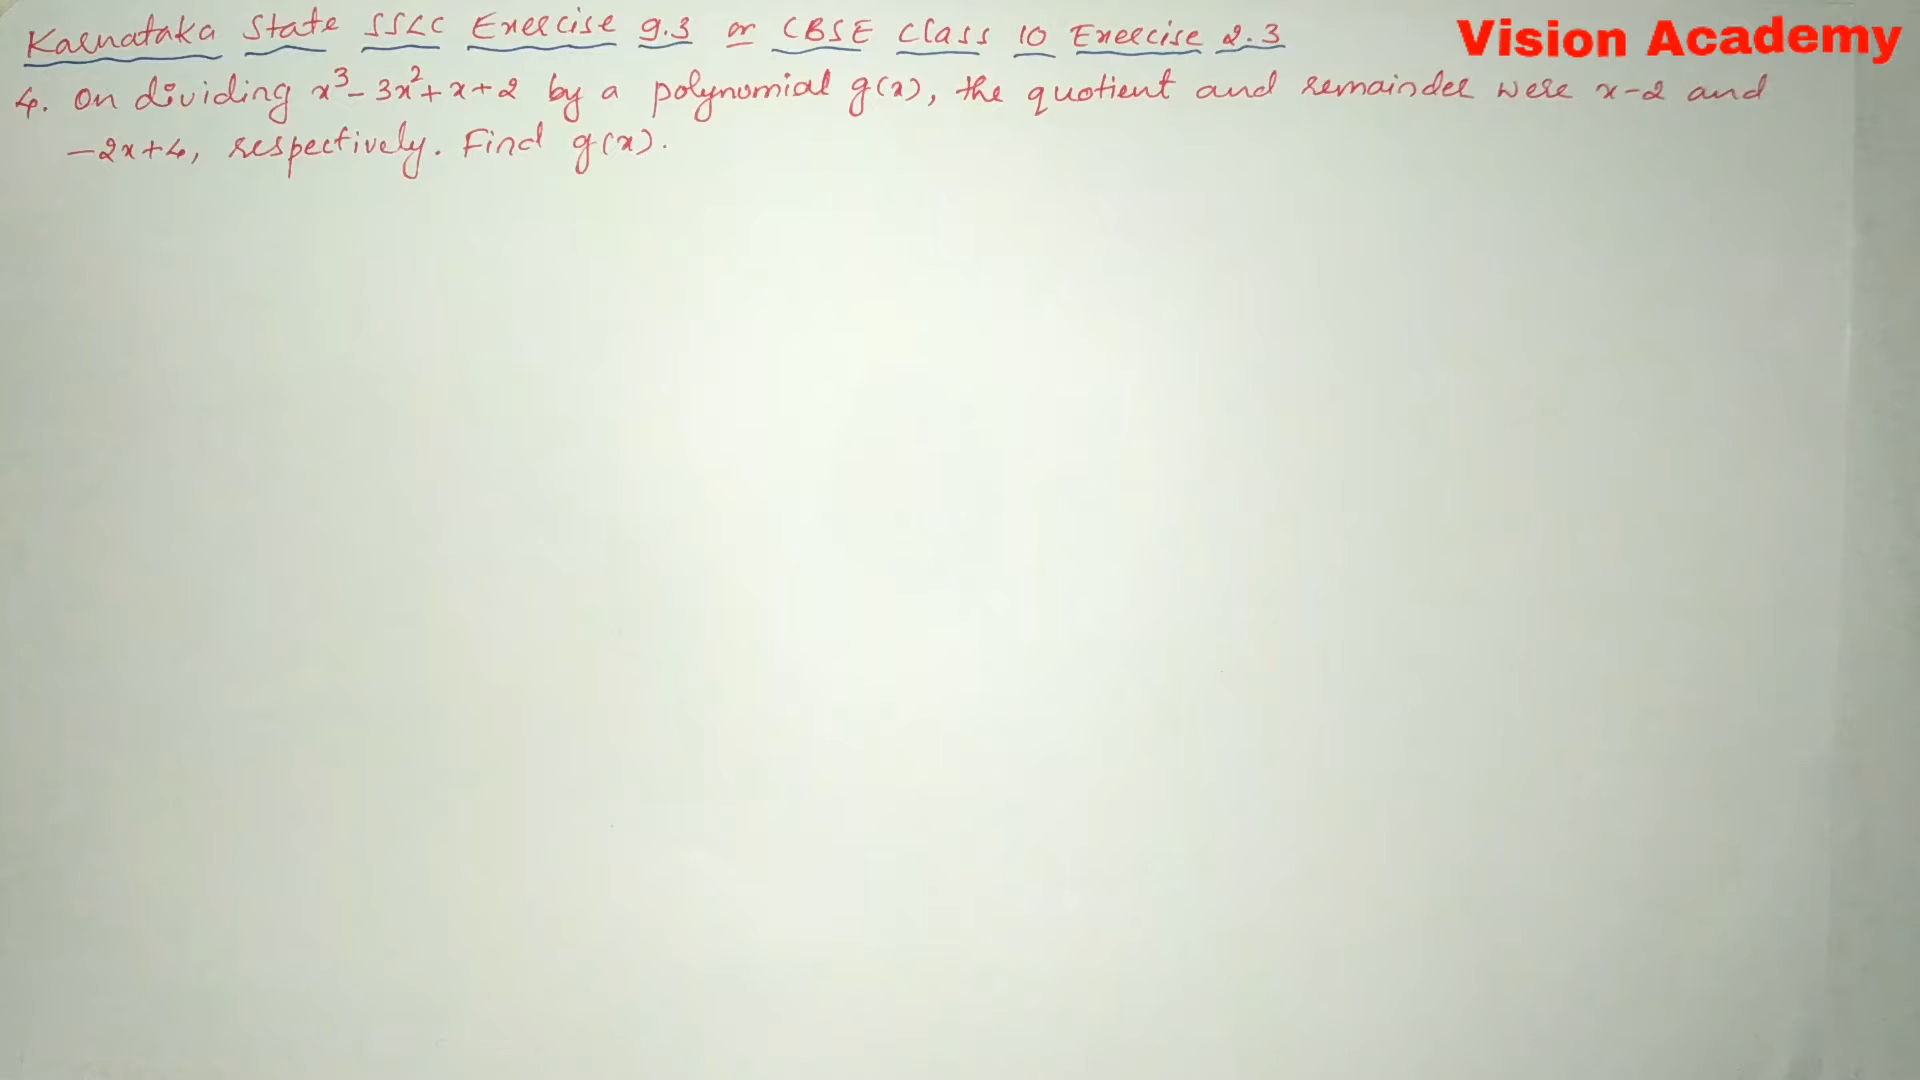 Karnataka State SSLC Exercise 9.3 or CBSE Class 10 Exercise 2.3
Vision Academy
4. On dividing x³- 3x²+x+2 by a polynomial g(x), the quotient and remainder were x-2 and
-2x+4, respectively. Find g(x).